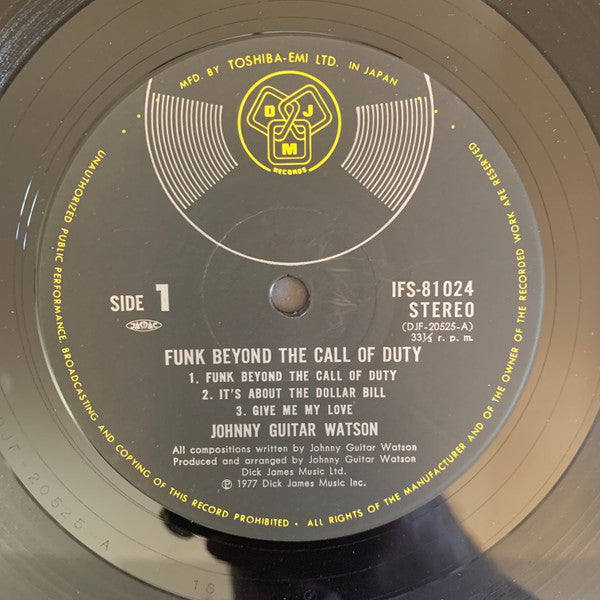 MFD. BY TOSHIBA-EMI LTD. IN JAPAN
D J
M
RECORDS
SIDE 1
JASRAC
IFS-81024
STEREO
(DJF-20525-A)
33⅓ r. p. m.
FUNK BEYOND THE CALL OF DUTY
1. FUNK BEYOND THE CALL OF DUTY
2. IT'S ABOUT THE DOLLAR BILL
3. GIVE ME MY LOVE
JOHNNY GUITAR WATSON
All compositions written by Johnny Guitar Watson
Produced and arranged by Johnny Guitar Watson
Dick James Music Ltd.
℗ 1977 Dick James Music Inc.
UNAUTHORIZED PUBLIC PERFORMANCE, BROADCASTING AND COPYING OF THIS RECORD PROHIBITED • ALL RIGHTS OF THE MANUFACTURER AND OF THE OWNER OF THE RECORDED WORK ARE RESERVED
20525 A